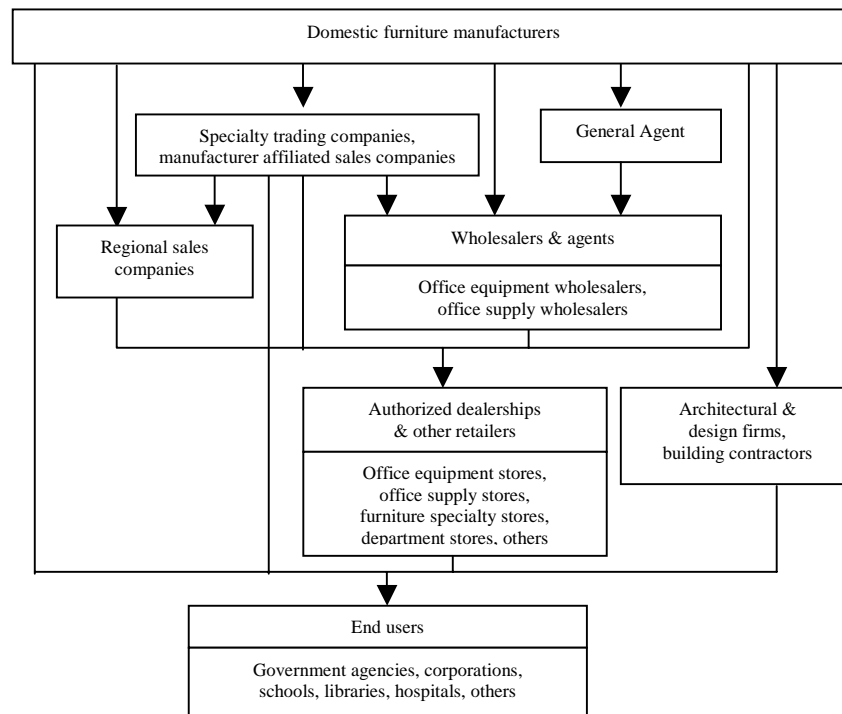 Domestic furniture manufacturers
Specialty trading companies,
manufacturer affiliated sales companies
General Agent
Regional sales
companies
Wholesalers & agents
Office equipment wholesalers,
office supply wholesalers
Authorized dealerships
& other retailers
Office equipment stores,
office supply stores,
furniture specialty stores,
department stores, others
Architectural &
design firms,
building contractors
End users
Government agencies, corporations,
schools, libraries, hospitals, others